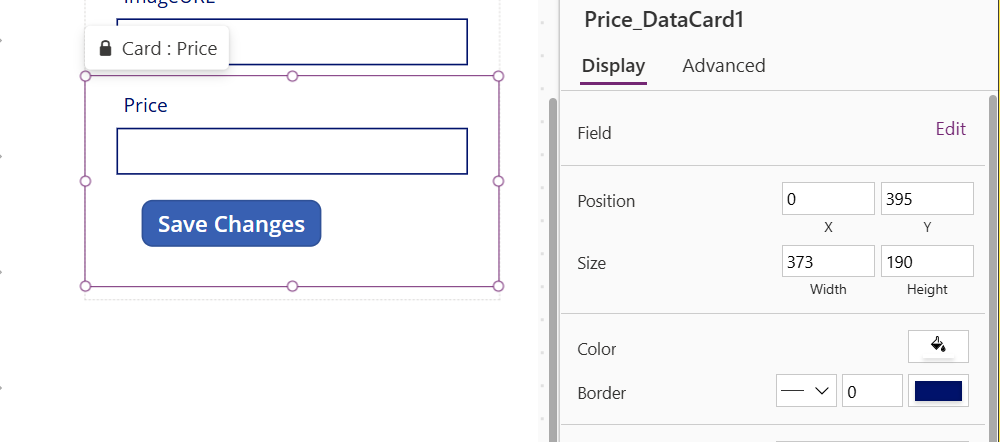 ImageURL
Card : Price
Price
Save Changes
Price_DataCard1
Display Advanced
Field Edit
Position 0 395
X Y
Size 373 190
Width Height
Color
Border 0